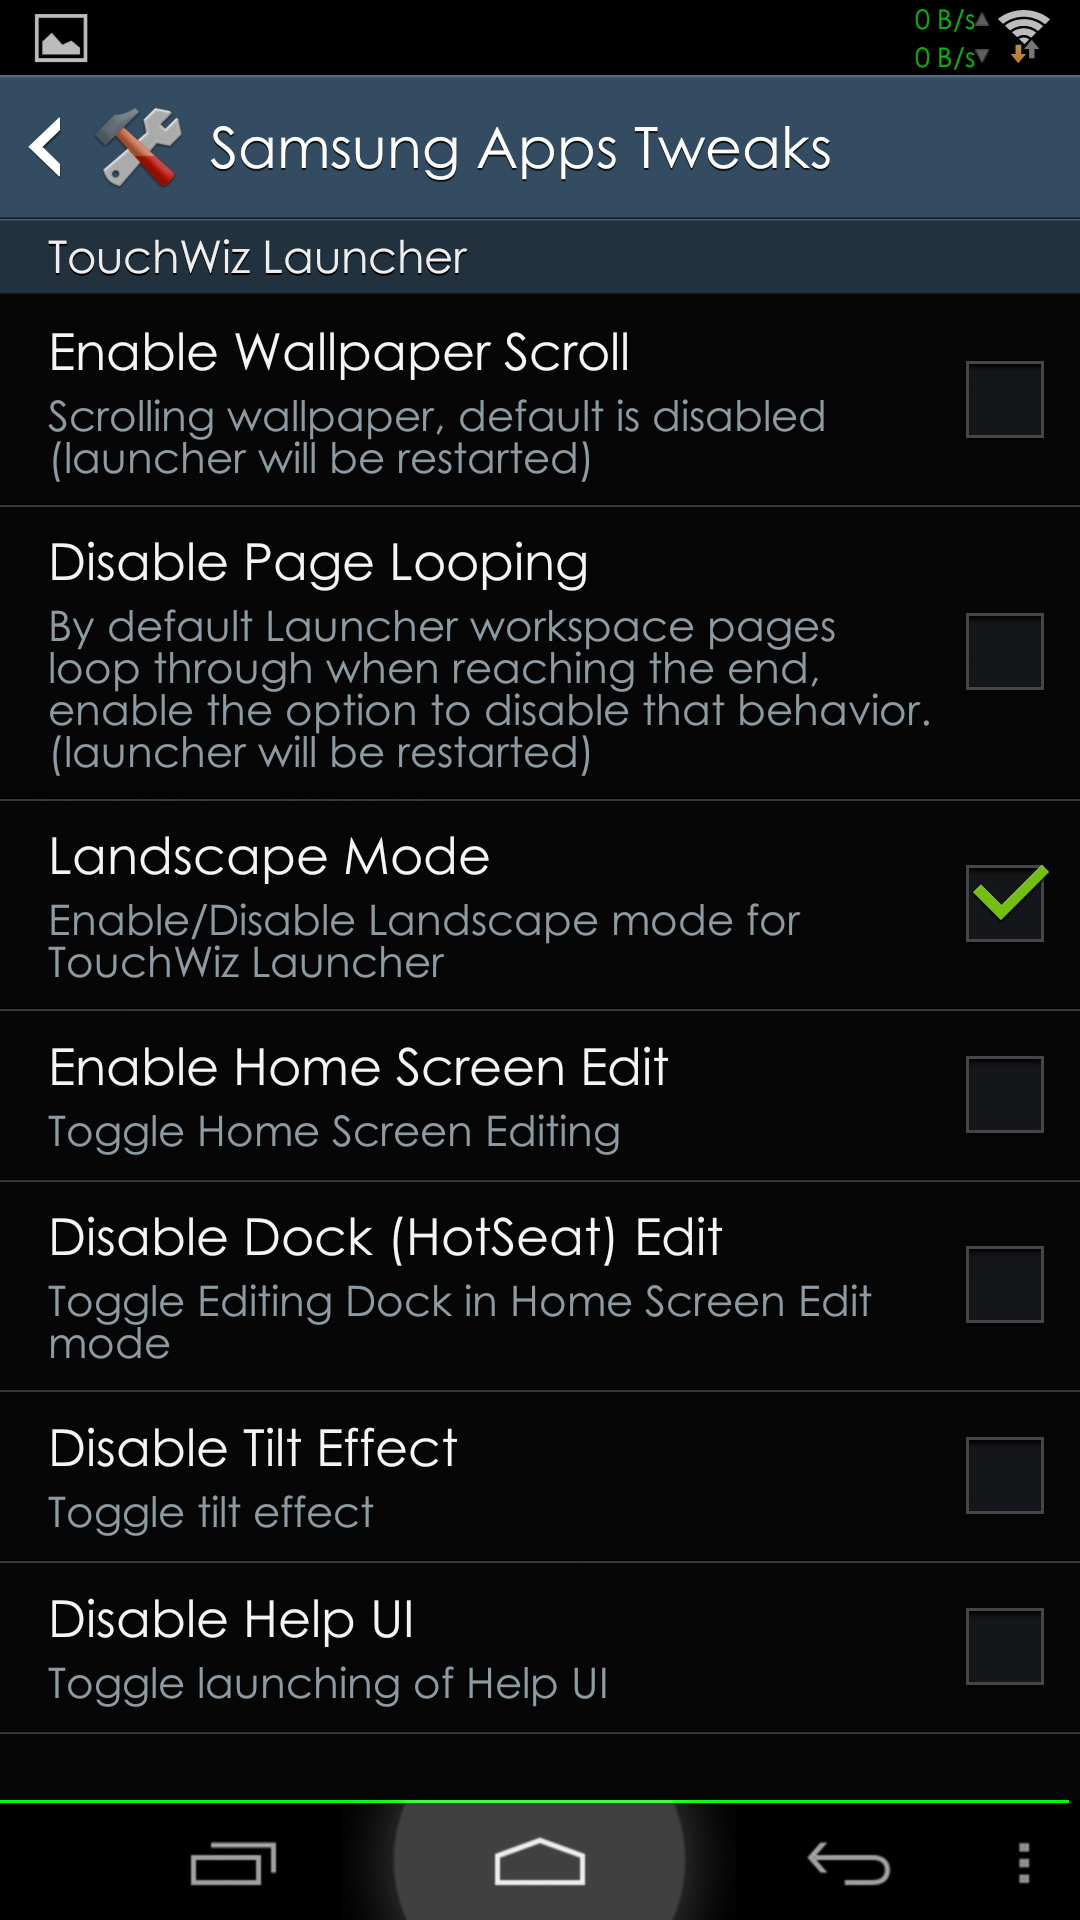 0 B/s
0 B/s
Samsung Apps Tweaks
TouchWiz Launcher
Enable Wallpaper Scroll
Scrolling wallpaper, default is disabled
(launcher will be restarted)
Disable Page Looping
By default Launcher workspace pages
loop through when reaching the end,
enable the option to disable that behavior.
(launcher will be restarted)
Landscape Mode
Enable/Disable Landscape mode for
TouchWiz Launcher
Enable Home Screen Edit
Toggle Home Screen Editing
Disable Dock (HotSeat) Edit
Toggle Editing Dock in Home Screen Edit
mode
Disable Tilt Effect
Toggle tilt effect
Disable Help UI
Toggle launching of Help UI